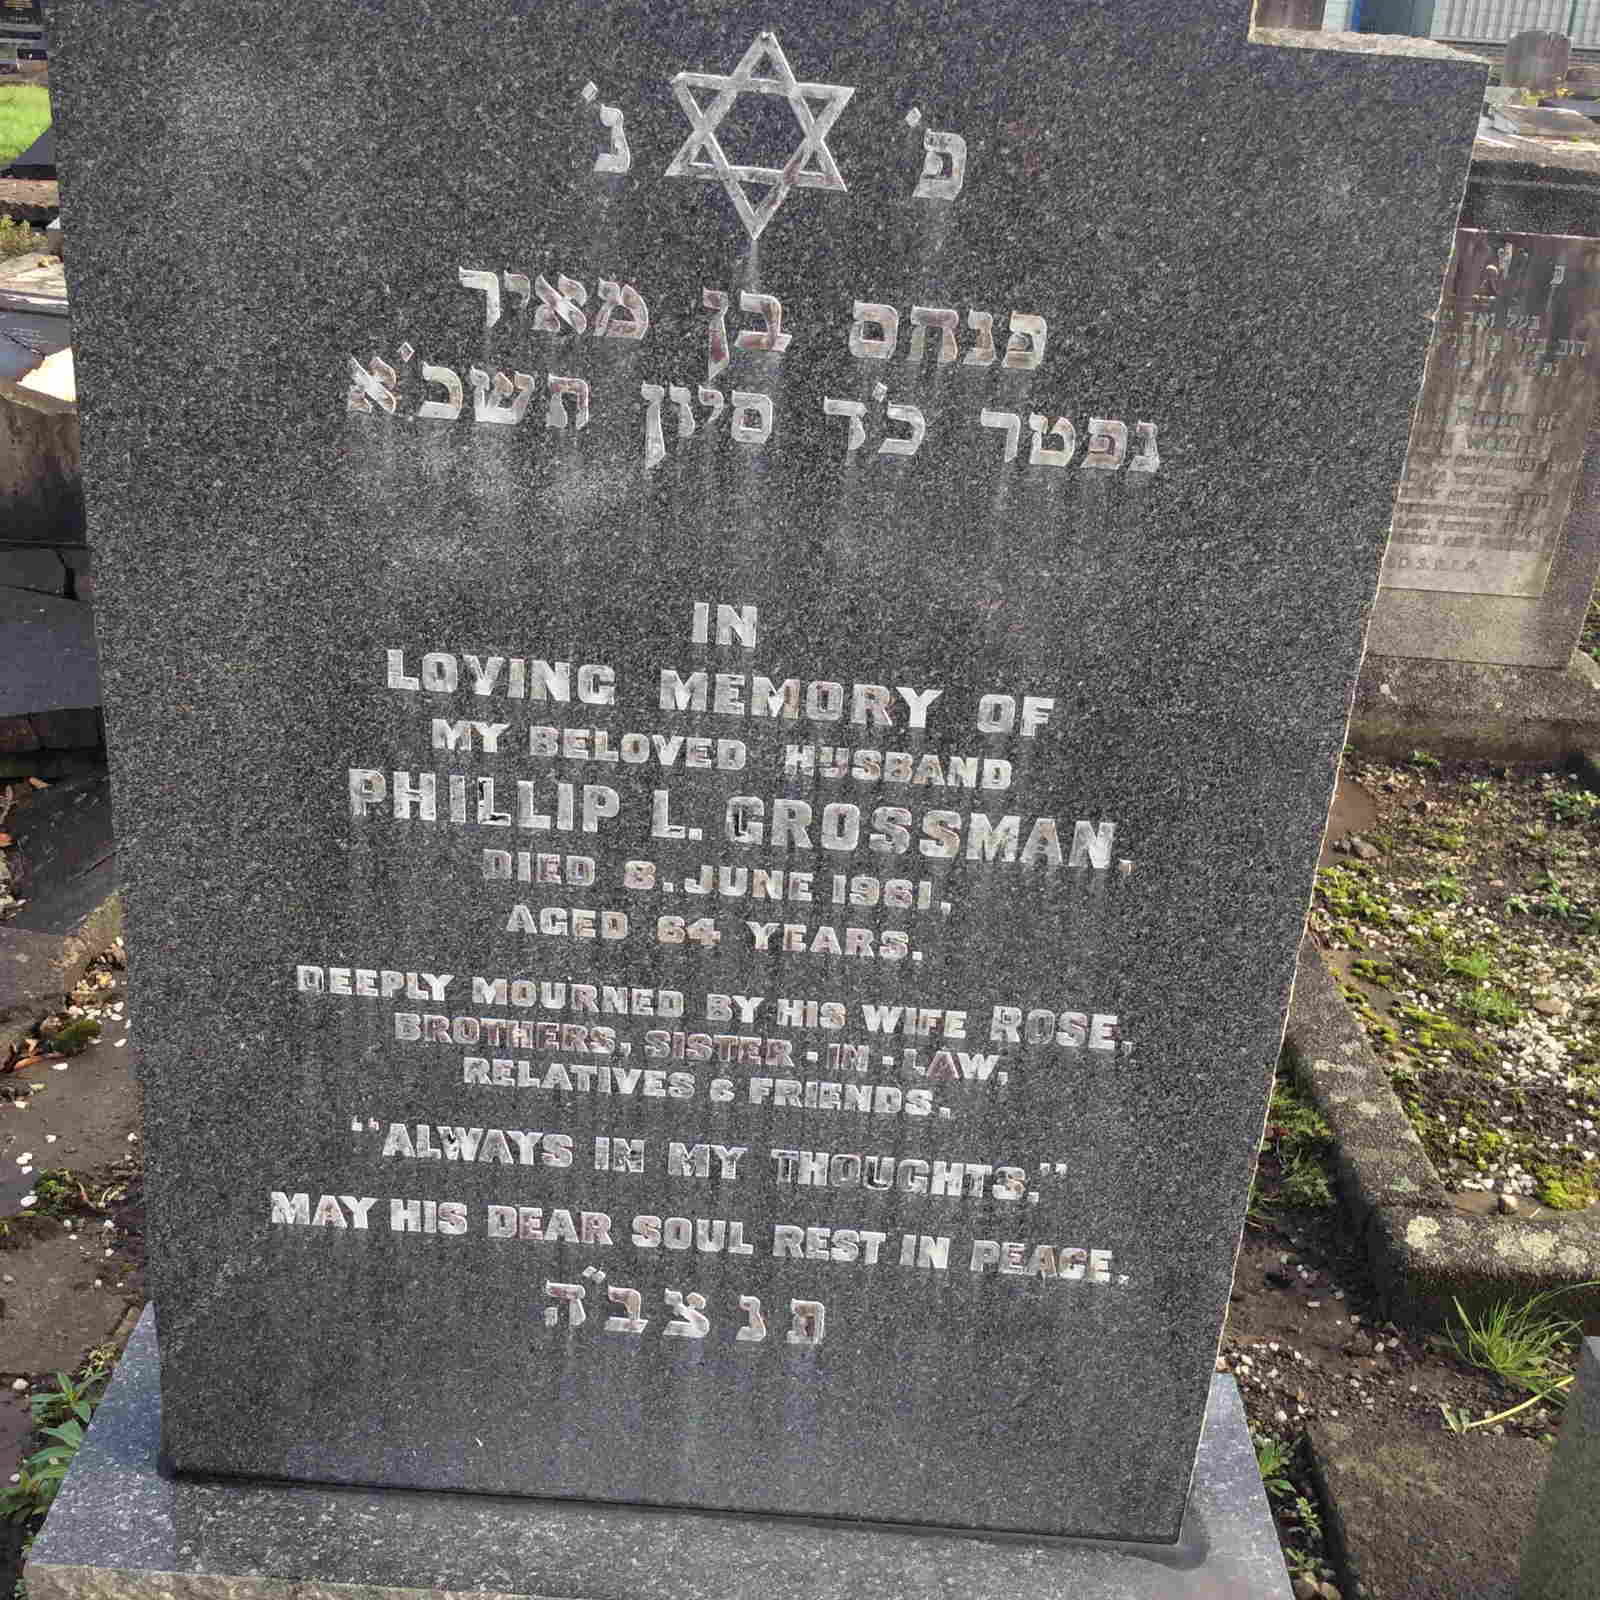 פ׳ נ׳
פנחס בן מאיר
נפטר כ׳ד סיון תשכ׳א
IN
LOVING MEMORY OF
MY BELOVED HUSBAND
PHILLIP L. GROSSMAN,
DIED 8. JUNE 1961,
AGED 64 YEARS.
DEEPLY MOURNED BY HIS WIFE ROSE,
BROTHERS, SISTER-IN-LAW,
RELATIVES & FRIENDS.
"ALWAYS IN MY THOUGHTS."
MAY HIS DEAR SOUL REST IN PEACE.
ת נ צ ב״ה